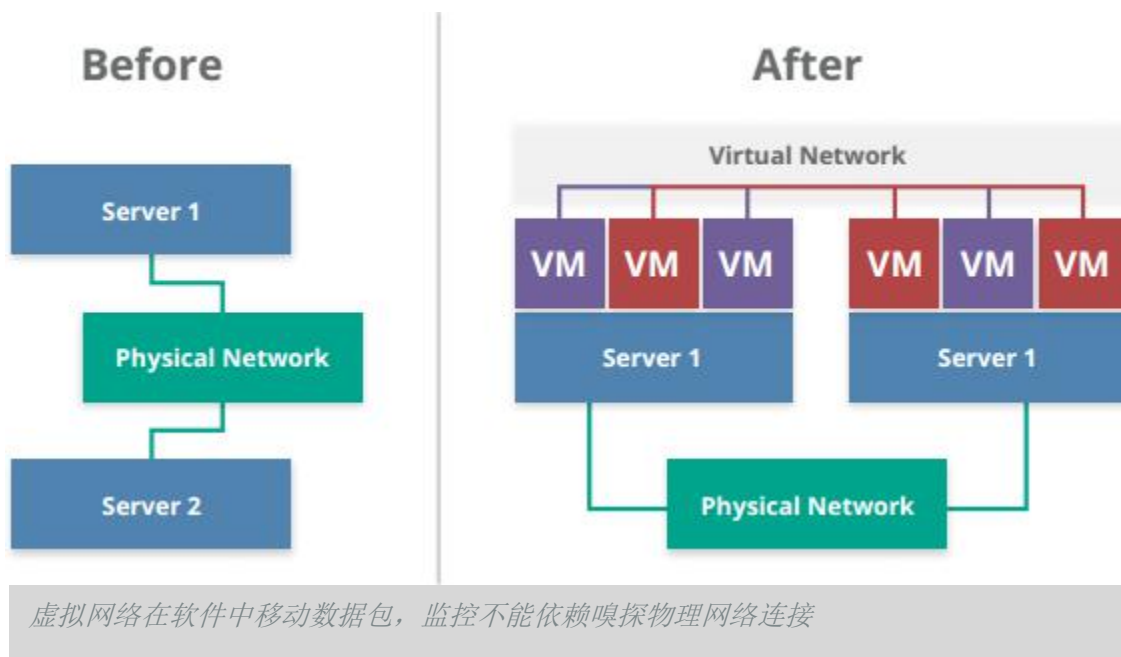 Before
After
Server 1
Physical Network
Server 2
Virtual Network
VM VM VM VM VM VM
Server 1 Server 1
Physical Network
虚拟网络在软件中移动数据包，监控不能依赖嗅探物理网络连接